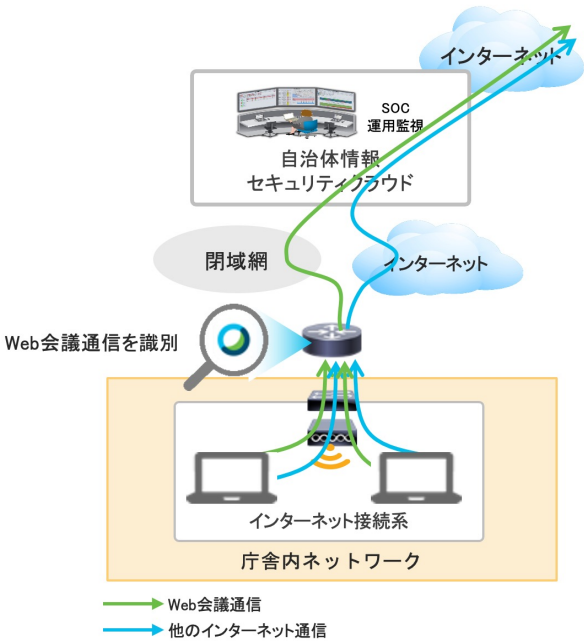 インターネット
SOC
運用監視
自治体情報
セキュリティクラウド
閉域網
インターネット
Web会議通信を識別
インターネット接続系
庁舎内ネットワーク
Web会議通信
他のインターネット通信